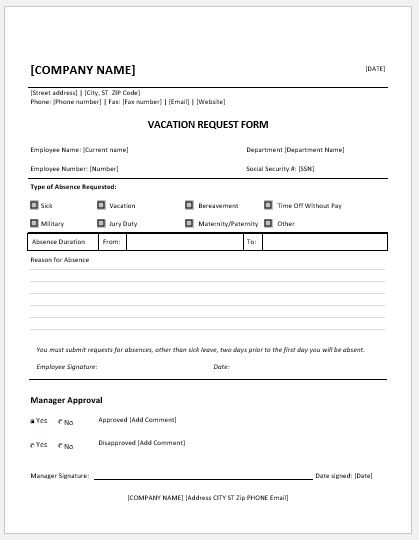 [COMPANY NAME] [DATE]
[Street address] | [City, ST ZIP Code]
Phone: [Phone number] | Fax: [Fax number] | [Email] | [Website]
VACATION REQUEST FORM
Employee Name: [Current name] Department [Department Name]
Employee Number: [Number] Social Security #: [SSN]
Type of Absence Requested:
Sick Vacation Bereavement Time Off Without Pay
Military Jury Duty Maternity/Paternity Other
Absence Duration From: To:
Reason for Absence
You must submit requests for absences, other than sick leave, two days prior to the first day you will be absent.
Employee Signature: Date:
Manager Approval
Yes No Approved [Add Comment]
Yes No Disapproved [Add Comment]
Manager Signature: Date signed: [Date]
[COMPANY NAME] [Address CITY ST Zip PHONE Email]